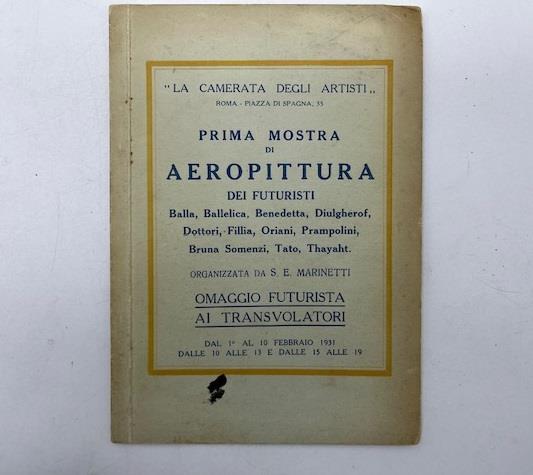 "LA CAMERATA DEGLI ARTISTI„
ROMA - PIAZZA DI SPAGNA, 35
PRIMA MOSTRA
DI
AEROPITTURA
DEI FUTURISTI
Balla, Ballelica, Benedetta, Diulgherof,
Dottori, Fillia, Oriani, Prampolini,
Bruna Somenzi, Tato, Thayaht.
ORGANIZZATA DA S. E. MARINETTI
OMAGGIO FUTURISTA
AI TRANSVOLATORI
DAL 1º AL 10 FEBBRAIO 1931
DALLE 10 ALLE 13 E DALLE 15 ALLE 19